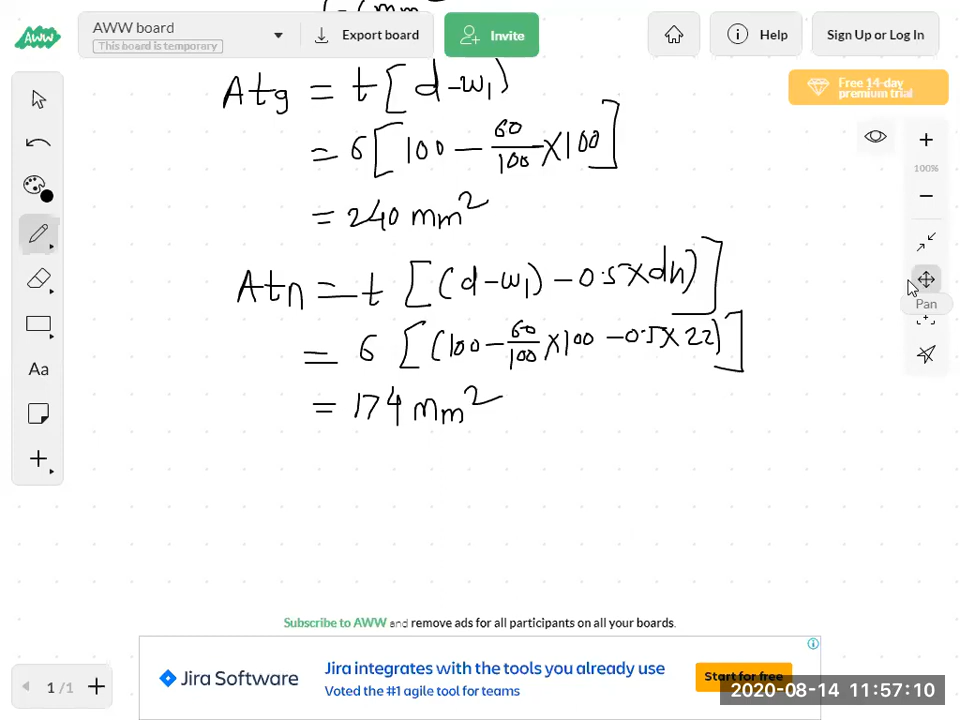 AWW board
This board is temporary
Export board
Invite
Help
Sign Up or Log In
Free 14-day
premium trial
AWW
Atg = t[d-w1)
= 6[100 - 60/100 × 100]
= 240 mm²
Atn = t[(d-w1) - 0.5×dh)]
= 6[(100 - 60/100 × 100 - 0.5 × 22)]
= 174 mm²
100%
Pan
Aa
Subscribe to AWW and remove ads for all participants on all your boards.
Jira Software
Jira integrates with the tools you already use
Voted the #1 agile tool for teams
Start for free
1 /1
2020-08-14 11:57:10